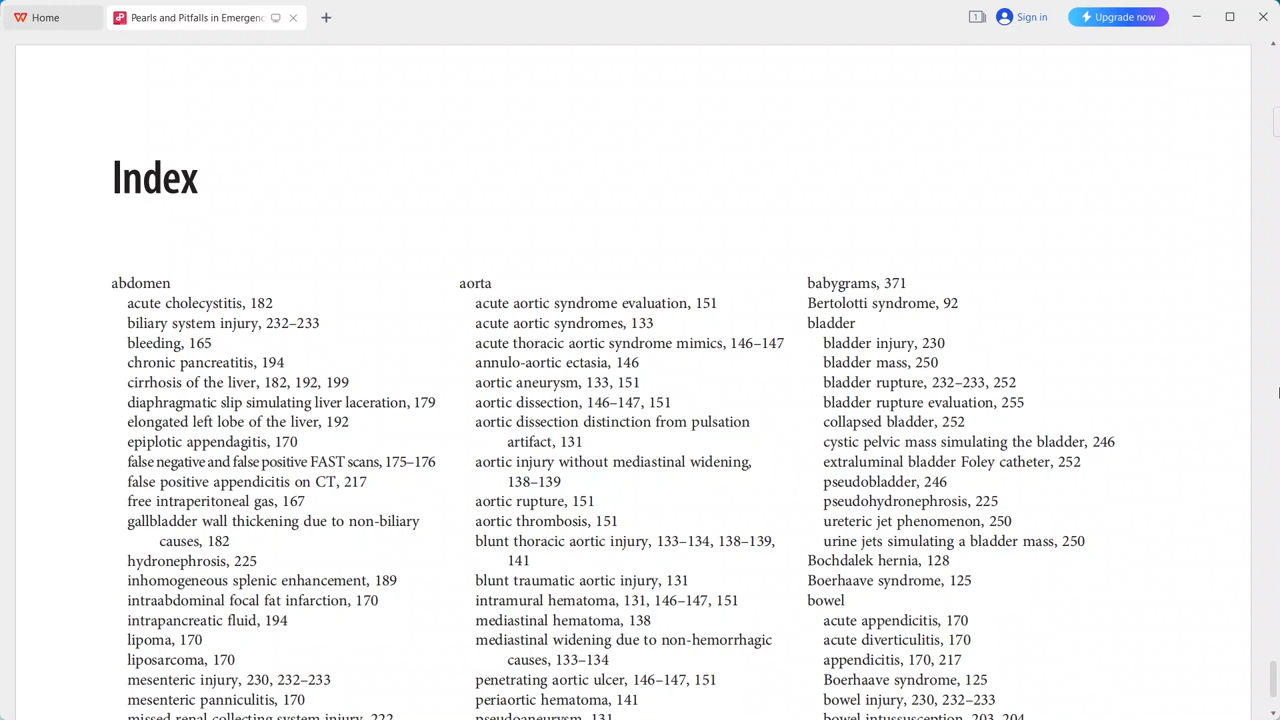 Home
Pearls and Pitfalls in Emergenc
1
Sign in
Upgrade now
Index
abdomen
acute cholecystitis, 182
biliary system injury, 232–233
bleeding, 165
chronic pancreatitis, 194
cirrhosis of the liver, 182, 192, 199
diaphragmatic slip simulating liver laceration, 179
elongated left lobe of the liver, 192
epiplotic appendagitis, 170
false negative and false positive FAST scans, 175–176
false positive appendicitis on CT, 217
free intraperitoneal gas, 167
gallbladder wall thickening due to non-biliary
causes, 182
hydronephrosis, 225
inhomogeneous splenic enhancement, 189
intraabdominal focal fat infarction, 170
intrapancreatic fluid, 194
lipoma, 170
liposarcoma, 170
mesenteric injury, 230, 232–233
mesenteric panniculitis, 170
missed renal collecting system injury, 222
aorta
acute aortic syndrome evaluation, 151
acute aortic syndromes, 133
acute thoracic aortic syndrome mimics, 146–147
annulo-aortic ectasia, 146
aortic aneurysm, 133, 151
aortic dissection, 146–147, 151
aortic dissection distinction from pulsation
artifact, 131
aortic injury without mediastinal widening,
138–139
aortic rupture, 151
aortic thrombosis, 151
blunt thoracic aortic injury, 133–134, 138–139,
141
blunt traumatic aortic injury, 131
intramural hematoma, 131, 146–147, 151
mediastinal hematoma, 138
mediastinal widening due to non-hemorrhagic
causes, 133–134
penetrating aortic ulcer, 146–147, 151
periaortic hematoma, 141
pseudoaneurysm, 131
babygrams, 371
Bertolotti syndrome, 92
bladder
bladder injury, 230
bladder mass, 250
bladder rupture, 232–233, 252
bladder rupture evaluation, 255
collapsed bladder, 252
cystic pelvic mass simulating the bladder, 246
extraluminal bladder Foley catheter, 252
pseudobladder, 246
pseudohydronephrosis, 225
ureteric jet phenomenon, 250
urine jets simulating a bladder mass, 250
Bochdalek hernia, 128
Boerhaave syndrome, 125
bowel
acute appendicitis, 170
acute diverticulitis, 170
appendicitis, 170, 217
Boerhaave syndrome, 125
bowel injury, 230, 232–233
bowel intussusception, 203, 204